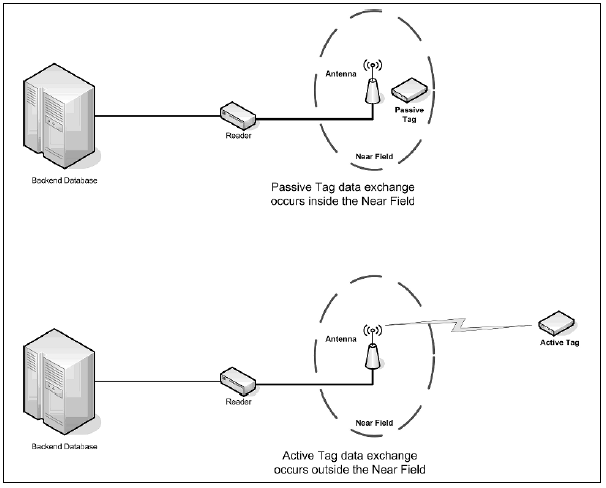 Antenna
Passive
Tag
Reader
Near Field
Backend Database
Passive Tag data exchange
occurs inside the Near Field
Antenna
Active Tag
Reader
Near Field
Backend Database
Active Tag data exchange
occurs outside the Near Field